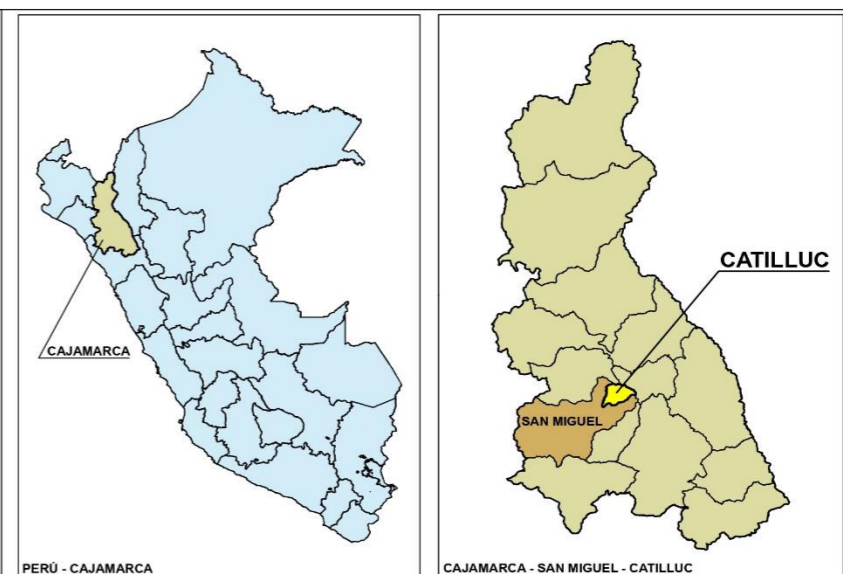 CAJAMARCA
PERÚ - CAJAMARCA
CATILLUC
SAN MIGUEL
CAJAMARCA - SAN MIGUEL - CATILLUC